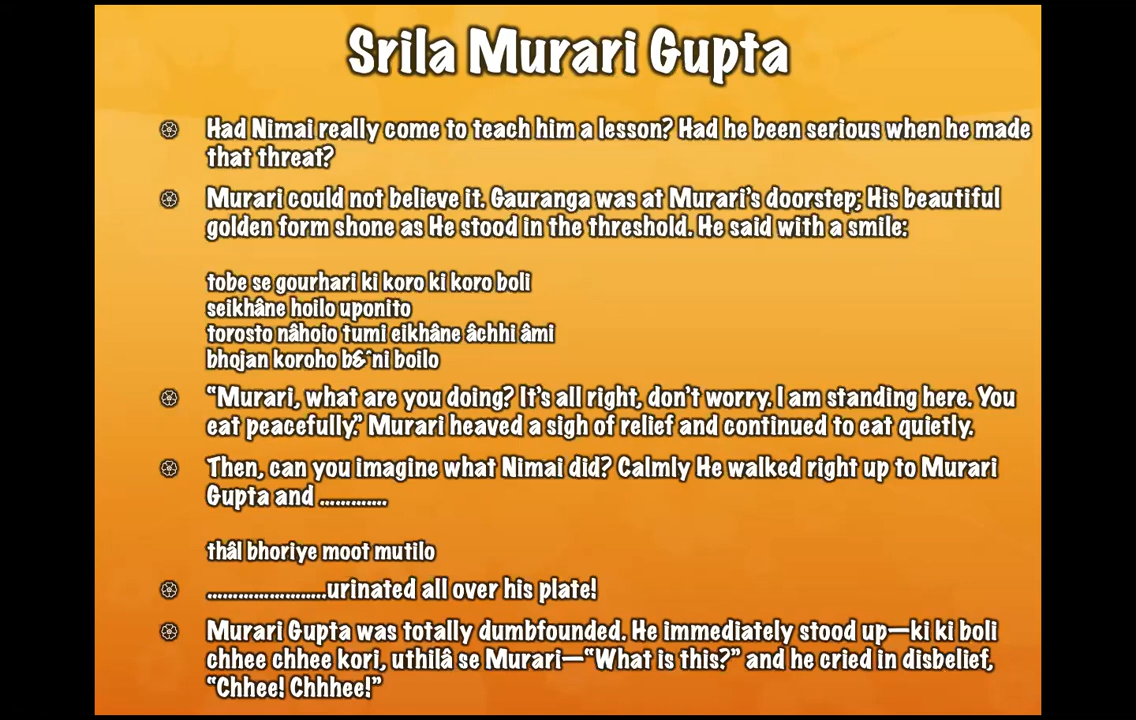 Srila Murari Gupta
Had Nimai really come to teach him a lesson? Had he been serious when he made
that threat?
Murari could not believe it. Gauranga was at Murari's doorstep; His beautiful
golden form shone as He stood in the threshold. He said with a smile:
tobe se gourhari ki koro ki koro boli
seikhâne hoilo uponito
torosto nâhoio tumi eikhâne âchhi âmi
bhojan koroho b&ˆni boilo
“Murari, what are you doing? It's all right, don't worry. I am standing here. You
eat peacefully.” Murari heaved a sigh of relief and continued to eat quietly.
Then, can you imagine what Nimai did? Calmly He walked right up to Murari
Gupta and ………….
thâl bhoriye moot mutilo
…………………..urinated all over his plate!
Murari Gupta was totally dumbfounded. He immediately stood up—ki ki boli
chhee chhee kori, uthilâ se Murari—“What is this?” and he cried in disbelief,
“Chhee! Chhhee!”